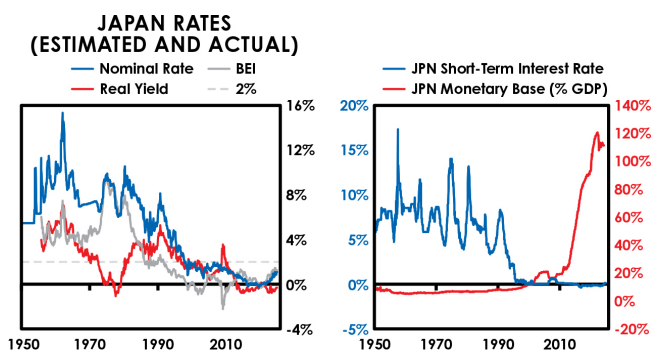 JAPAN RATES
(ESTIMATED AND ACTUAL)
Nominal Rate BEI
Real Yield 2%
16%
12%
8%
4%
0%
-4%
1950 1970 1990 2010
JPN Short-Term Interest Rate
JPN Monetary Base (% GDP)
20% 140%
120%
15% 100%
80%
10% 60%
5% 40%
20%
0% 0%
-5% -20%
1950 1970 1990 2010